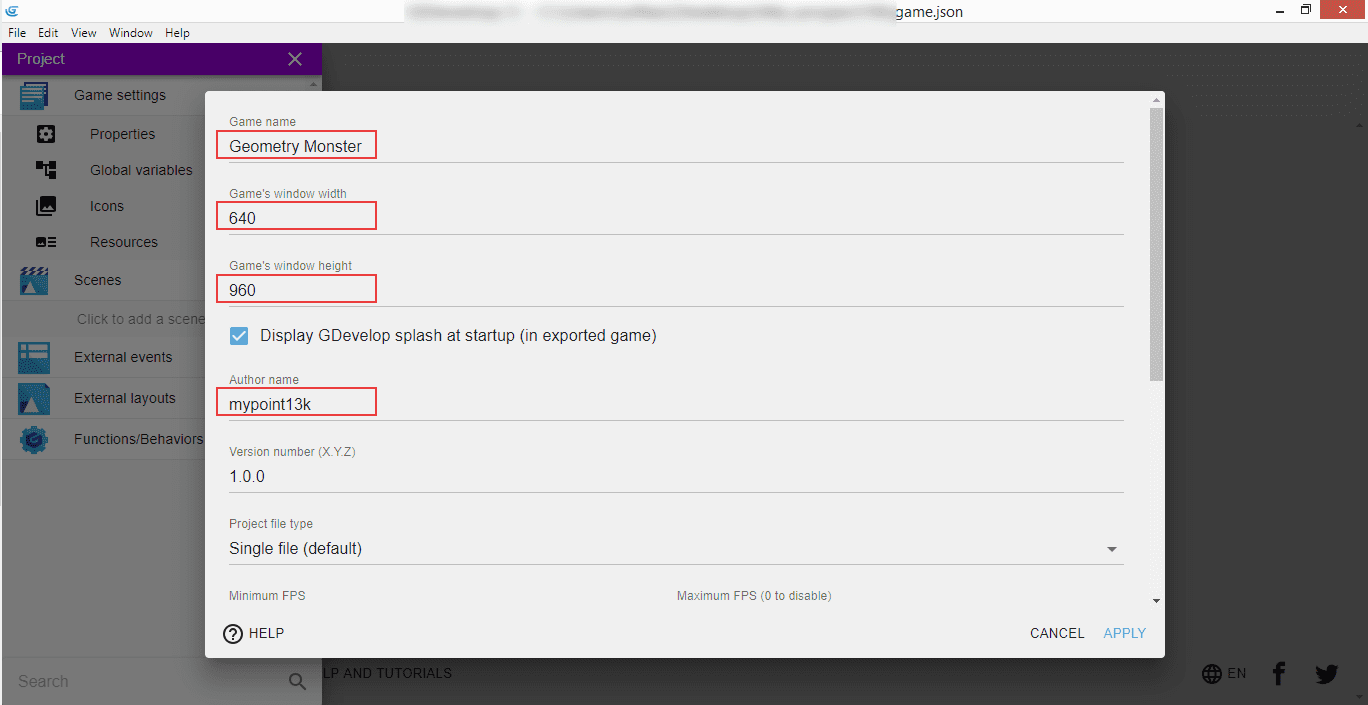 game.json
File Edit View Window Help
Project
Game settings
Properties
Global variables
Icons
Resources
Scenes
Click to add a scene
External events
External layouts
Functions/Behaviors
Search
Game name
Geometry Monster
Game's window width
640
Game's window height
960
Display GDevelop splash at startup (in exported game)
Author name
mypoint13k
Version number (X.Y.Z)
1.0.0
Project file type
Single file (default)
Minimum FPS Maximum FPS (0 to disable)
HELP CANCEL APPLY
LP AND TUTORIALS EN